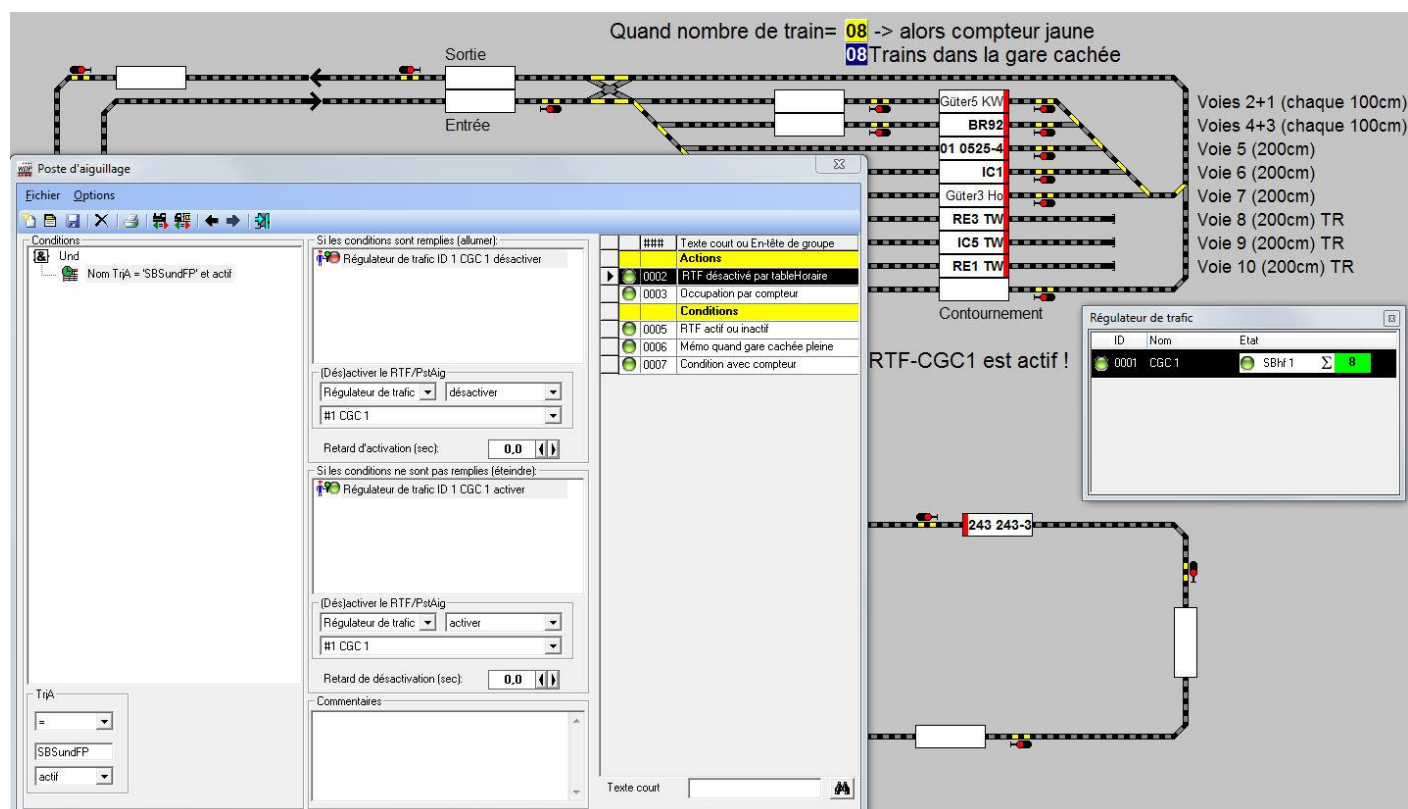 Quand nombre de train= 08 -> alors compteur jaune
08Trains dans la gare cachée
Sortie
Entrée
Güter5 KW
BR92
01 0525-4
IC1
Güter3 Ho
RE3 TW
IC5 TW
RE1 TW
Contournement
Voies 2+1 (chaque 100cm)
Voies 4+3 (chaque 100cm)
Voie 5 (200cm)
Voie 6 (200cm)
Voie 7 (200cm)
Voie 8 (200cm) TR
Voie 9 (200cm) TR
Voie 10 (200cm) TR
RTF-CGC1 est actif !
Régulateur de trafic
ID Nom Etat
0001 CGC 1 SBhf 1 Σ 8
243 243-3
Poste d'aiguillage
Fichier Options
Conditions
& Und
Nom TrjA = 'SBSundFP' et actif
TrjA
=
SBSundFP
actif
Si les conditions sont remplies (allumer):
Régulateur de trafic ID 1 CGC 1 désactiver
(Dés)activer le RTF/PstAig
Régulateur de trafic désactiver
#1 CGC 1
Retard d'activation (sec): 0,0
Si les conditions ne sont pas remplies (éteindre):
Régulateur de trafic ID 1 CGC 1 activer
(Dés)activer le RTF/PstAig
Régulateur de trafic activer
#1 CGC 1
Retard de désactivation (sec): 0,0
Commentaires
### Texte court ou En-tête de groupe
Actions
0002 RTF désactivé par tableHoraire
0003 Occupation par compteur
Conditions
0005 RTF actif ou inactif
0006 Mémo quand gare cachée pleine
0007 Condition avec compteur
Texte court